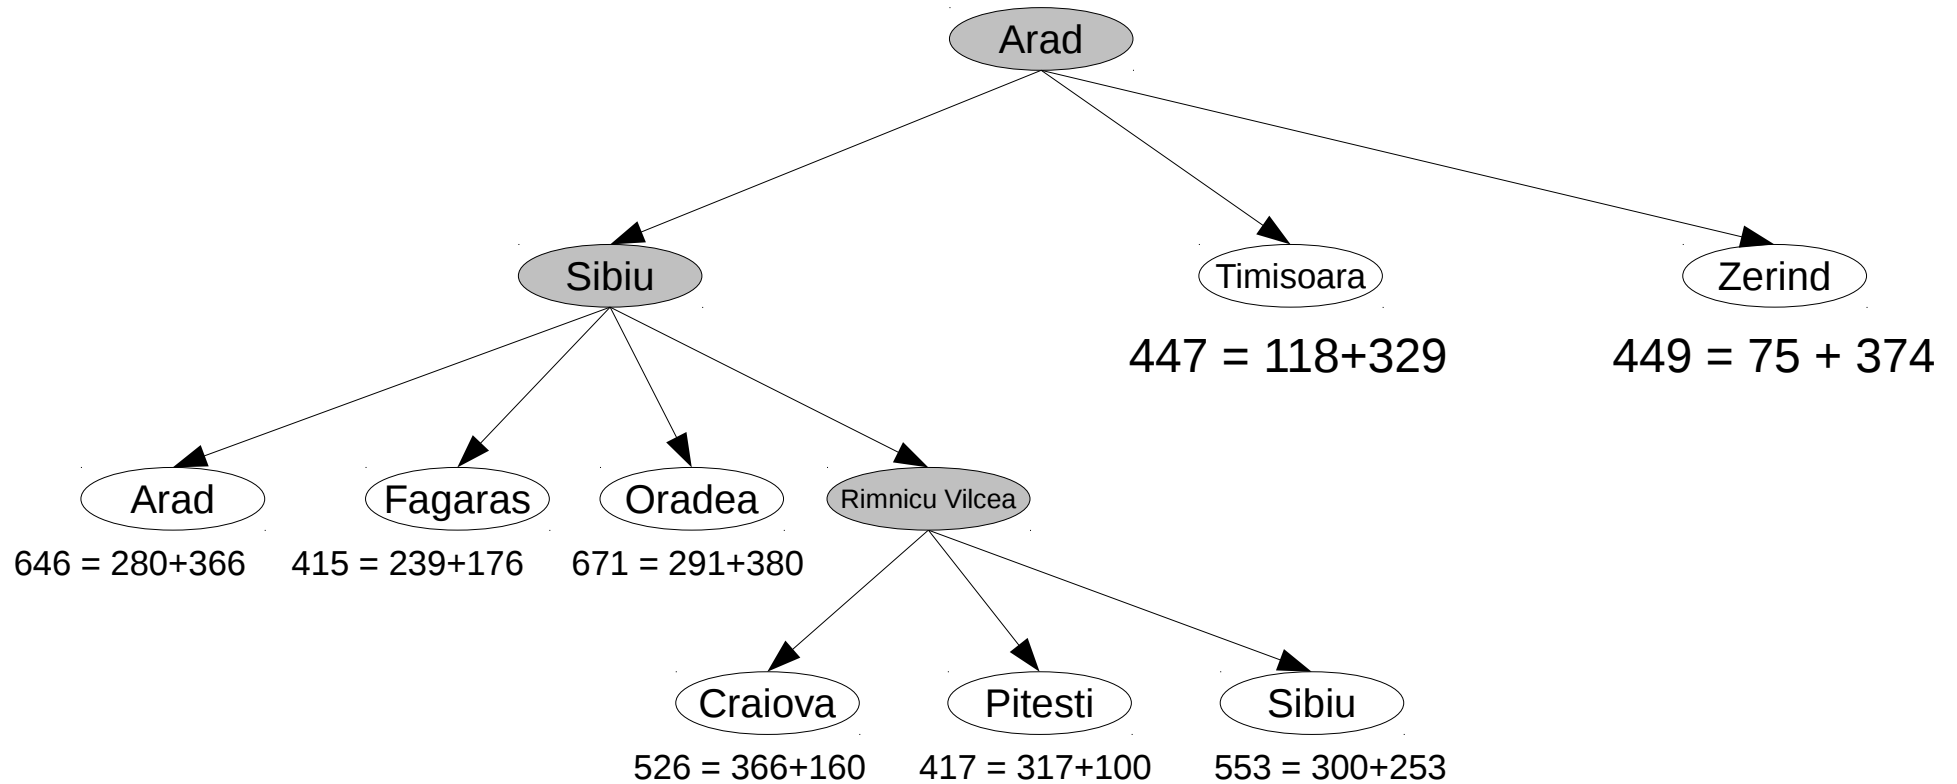 Arad
Sibiu
Timisoara
Zerind
447 = 118+329
449 = 75 + 374
Arad
Fagaras
Oradea
Rimnicu Vilcea
646 = 280+366
415 = 239+176
671 = 291+380
Craiova
Pitesti
Sibiu
526 = 366+160
417 = 317+100
553 = 300+253